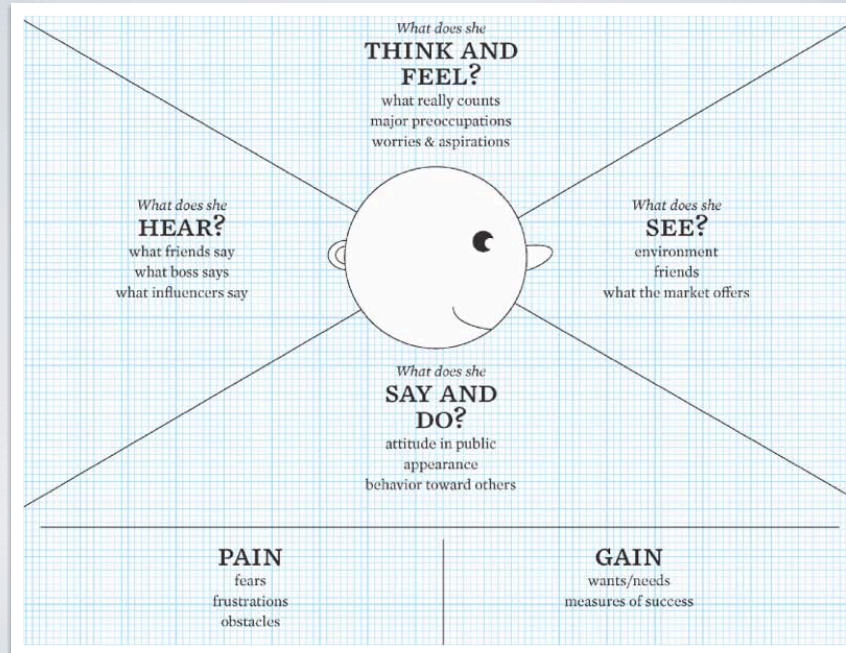 What does she
THINK AND
FEEL?
what really counts
major preoccupations
worries & aspirations
What does she
HEAR?
what friends say
what boss says
what influencers say
What does she
SEE?
environment
friends
what the market offers
What does she
SAY AND
DO?
attitude in public
appearance
behavior toward others
PAIN
fears
frustrations
obstacles
GAIN
wants/needs
measures of success